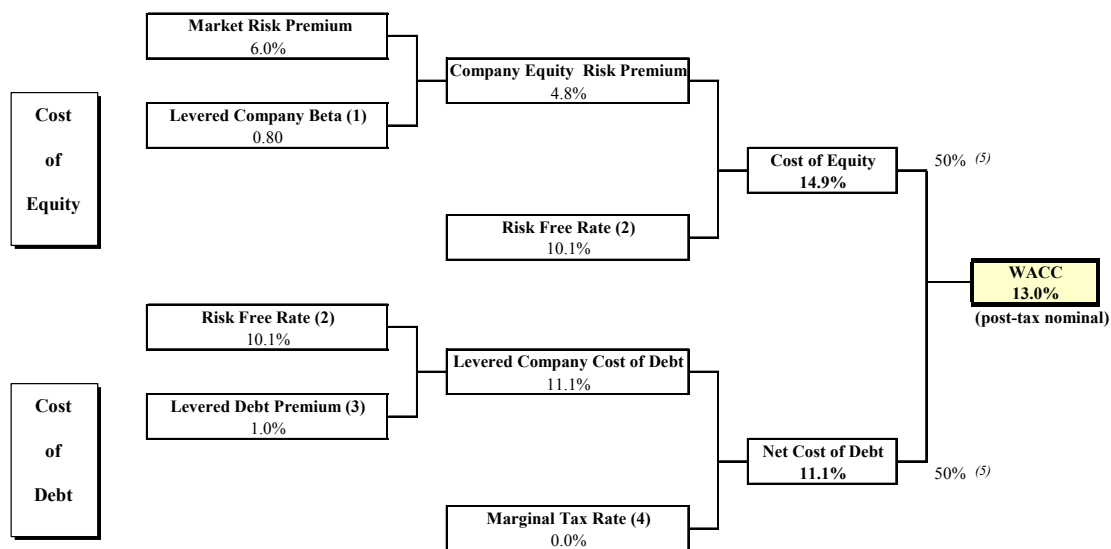 Market Risk Premium
6.0%
Company Equity Risk Premium
4.8%
Cost
of
Equity
Levered Company Beta (1)
0.80
Cost of Equity
14.9%
50% (5)
Risk Free Rate (2)
10.1%
WACC
13.0%
(post-tax nominal)
Risk Free Rate (2)
10.1%
Levered Company Cost of Debt
11.1%
Cost
of
Debt
Levered Debt Premium (3)
1.0%
Net Cost of Debt
11.1%
50% (5)
Marginal Tax Rate (4)
0.0%